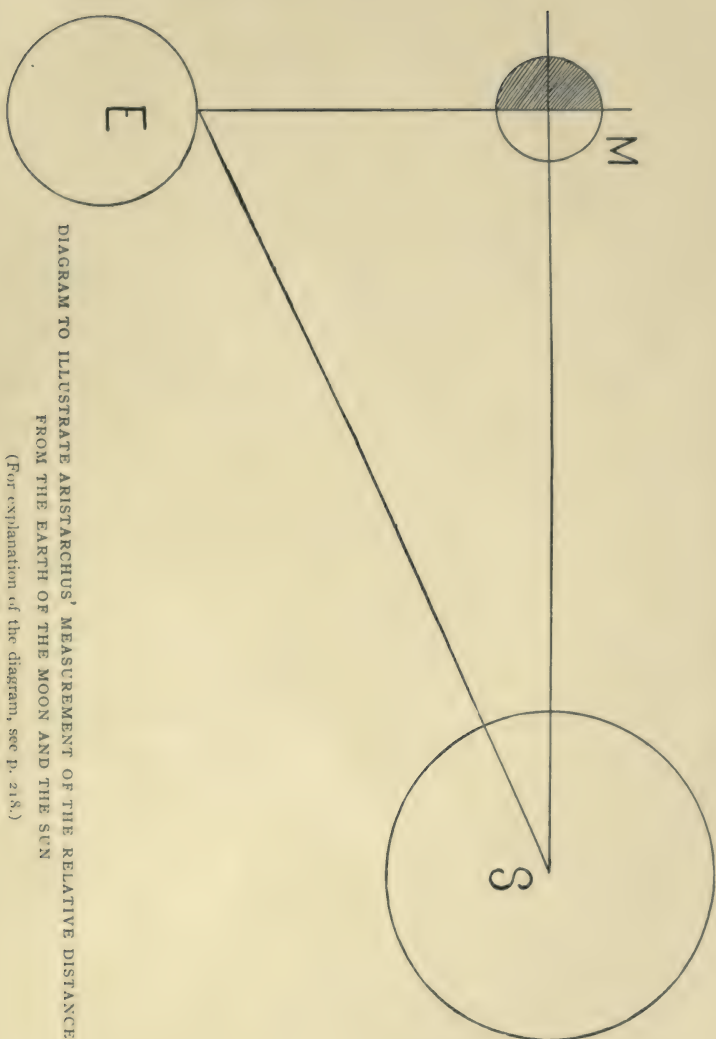 M
E
S
DIAGRAM TO ILLUSTRATE ARISTARCHUS' MEASUREMENT OF THE RELATIVE DISTANCE
FROM THE EARTH OF THE MOON AND THE SUN
(For explanation of the diagram, see p. 218.)